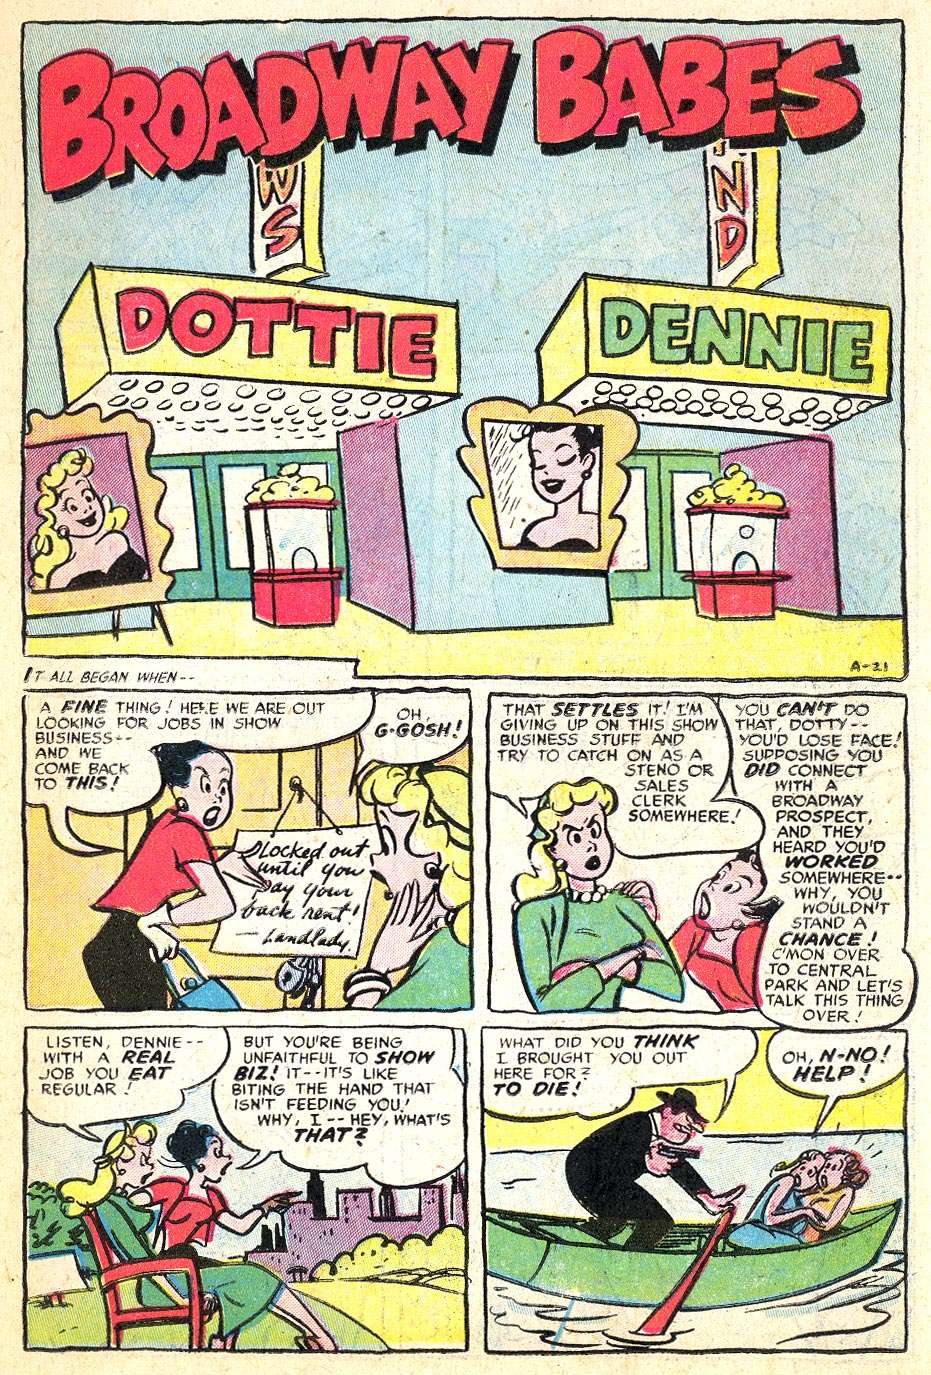 BROADWAY BABES
WS
ND
DOTTIE
DENNIE
A-21
IT ALL BEGAN WHEN--
A FINE THING! HERE WE ARE OUT
LOOKING FOR JOBS IN SHOW
BUSINESS--
AND WE
COME BACK
TO THIS!
OH,
G-GOSH!
Locked out
until you
pay your
back rent!
- Landlady.
THAT SETTLES IT! I'M
GIVING UP ON THIS SHOW
BUSINESS STUFF AND
TRY TO CATCH ON AS A
STENO OR
SALES
CLERK
SOMEWHERE!
YOU CAN'T DO
THAT, DOTTY--
YOU'D LOSE FACE!
SUPPOSING YOU
DID CONNECT
WITH A
BROADWAY
PROSPECT,
AND THEY
HEARD YOU'D
WORKED
SOMEWHERE--
WHY, YOU
WOULDN'T
STAND A
CHANCE!
C'MON OVER
TO CENTRAL
PARK AND LET'S
TALK THIS THING
OVER!
LISTEN, DENNIE--
WITH A REAL
JOB YOU EAT
REGULAR!
BUT YOU'RE BEING
UNFAITHFUL TO SHOW
BIZ! IT--IT'S LIKE
BITING THE HAND THAT
ISN'T FEEDING YOU!
WHY, I -- HEY, WHAT'S
THAT?
WHAT DID YOU THINK
I BROUGHT YOU OUT
HERE FOR?
TO DIE!
OH, N-NO!
HELP!